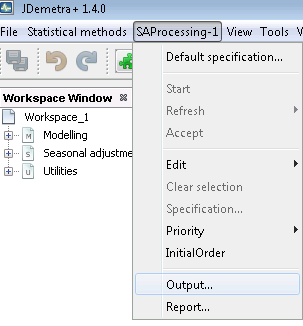 JDemetra+ 1.4.0
File Statistical methods SAProcessing-1 View Tools
Workspace Window
Workspace_1
Modelling
Seasonal adjustme
Utilities
Default specification...
Start
Refresh
Accept
Edit
Clear selection
Specification...
Priority
InitialOrder
Output...
Report...